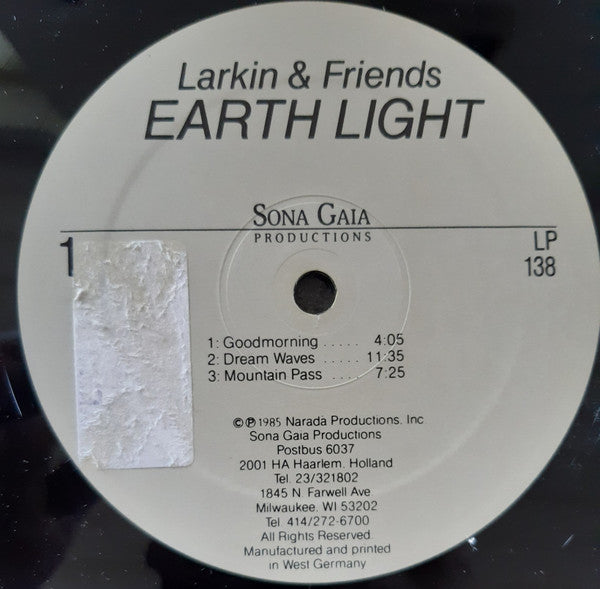 Larkin & Friends
EARTH LIGHT
SONA GAIA
PRODUCTIONS
1
LP
138
1: Goodmorning ..... 4:05
2: Dream Waves ..... 11:35
3: Mountain Pass .... 7:25
©℗ 1985 Narada Productions. Inc
Sona Gaia Productions
Postbus 6037
2001 HA Haarlem. Holland
Tel. 23/321802
1845 N. Farwell Ave
Milwaukee. WI 53202
Tel 414/272-6700
All Rights Reserved
Manufactured and printed
in West Germany